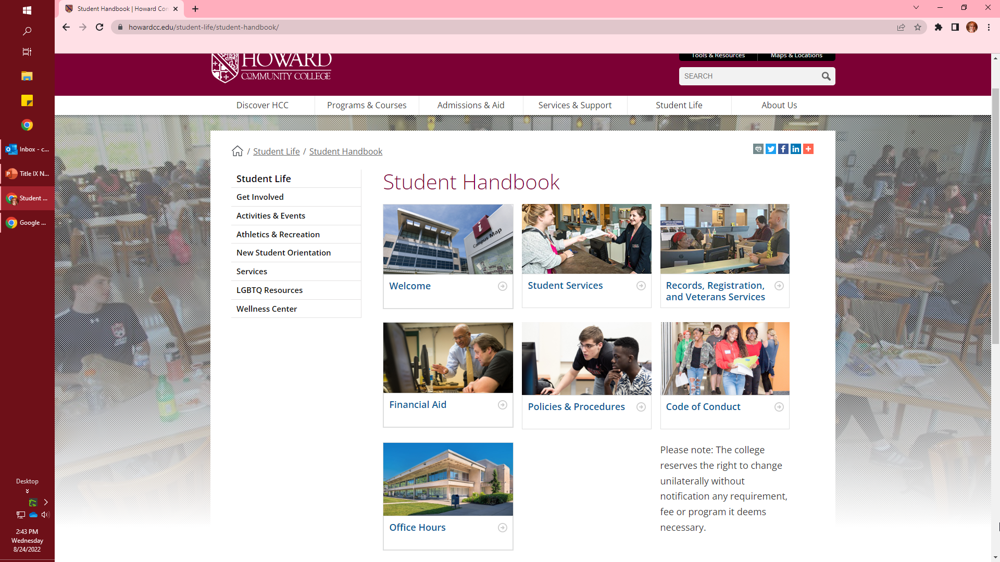 Student Handbook | Howard Con
howardcc.edu/student-life/student-handbook/
HOWARD
COMMUNITY COLLEGE
Tools & Resources
Maps & Locations
SEARCH
Discover HCC
Programs & Courses
Admissions & Aid
Services & Support
Student Life
About Us
/ Student Life / Student Handbook
Student Life
Get Involved
Activities & Events
Athletics & Recreation
New Student Orientation
Services
LGBTQ Resources
Wellness Center
Student Handbook
i
Campus Map
Welcome
Student Services
Records, Registration,
and Veterans Services
Financial Aid
Policies & Procedures
Code of Conduct
Office Hours
Please note: The college
reserves the right to change
unilaterally without
notification any requirement,
fee or program it deems
necessary.
Inbox - c...
Title IX N...
Student ...
Google ...
Desktop
2:43 PM
Wednesday
8/24/2022